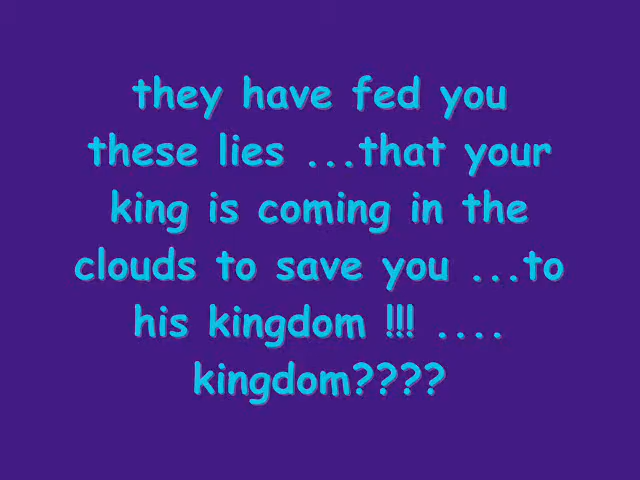 they have fed you
these lies ...that your
king is coming in the
clouds to save you ...to
his kingdom !!! ....
kingdom????